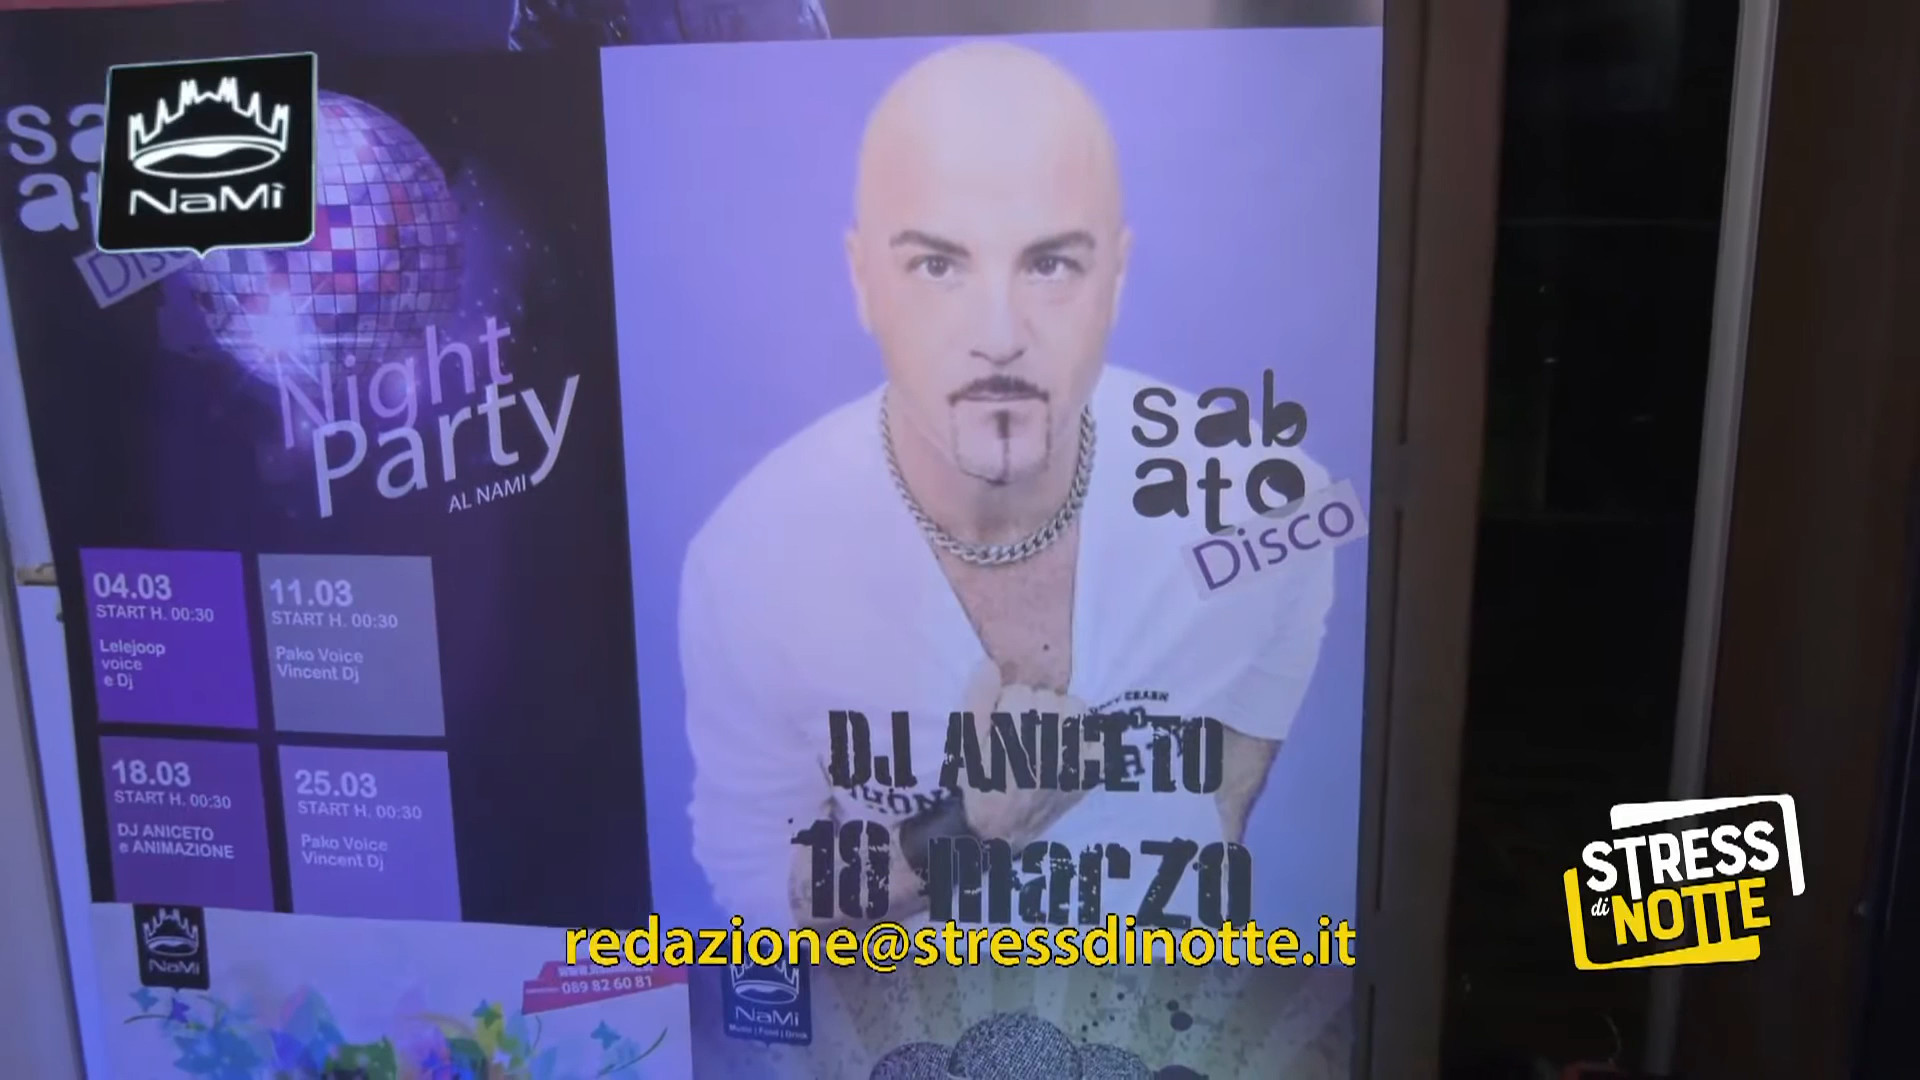 sa
at
Disc
NaMì
Night
Party
AL NAMI
04.03
START H. 00:30
Lelejoop
voice
e Dj
11.03
START H. 00:30
Pako Voice
Vincent Dj
18.03
START H. 00:30
DJ ANICETO
e ANIMAZIONE
25.03
START H. 00:30
Pako Voice
Vincent Dj
sab
ato
Disco
DJ ANICETO
18 marzo
redazione@stressdinotte.it
STRESS
di NOTTE
NaMì
089 82 60 81
NaMì
Music | Food | Drink